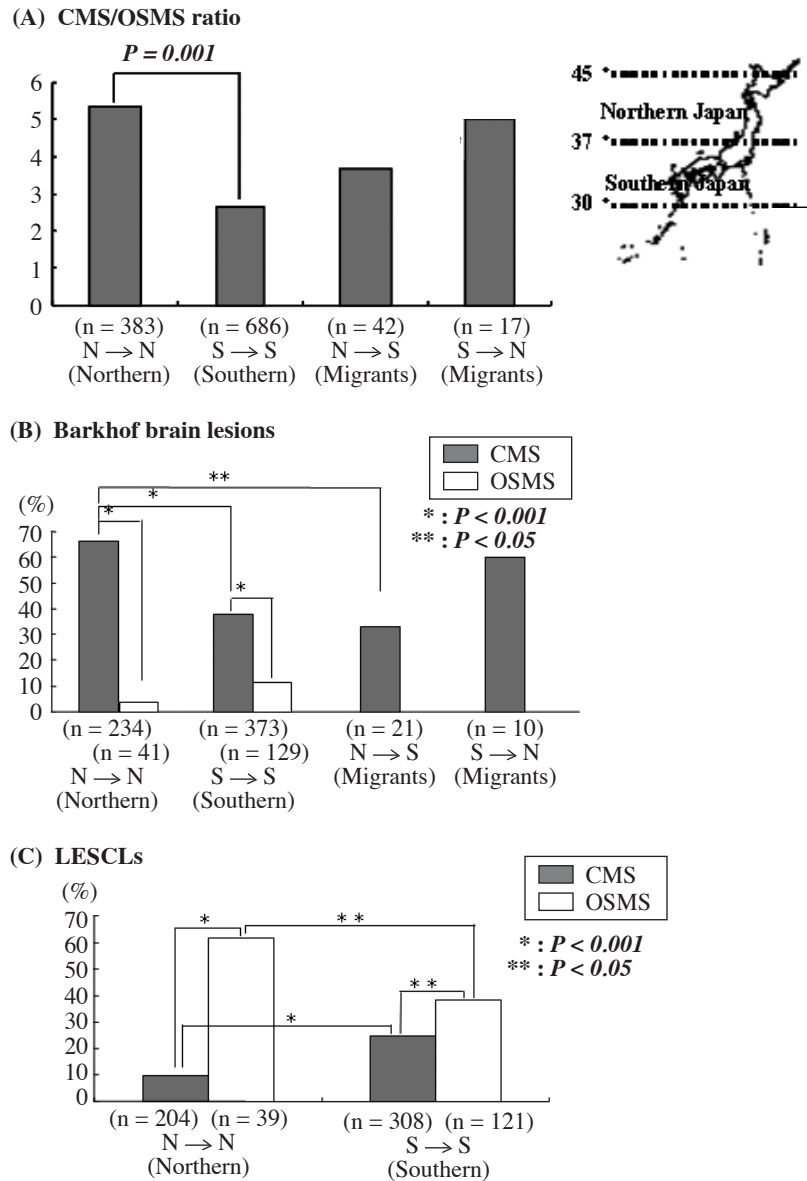 (A) CMS/OSMS ratio
P = 0.001
6
5
4
3
2
1
0
(n = 383)
N → N
(Northern)
(n = 686)
S → S
(Southern)
(n = 42)
N → S
(Migrants)
(n = 17)
S → N
(Migrants)
45 °
Northern Japan
37 °
Southern Japan
30 °
(B) Barkhof brain lesions
CMS
OSMS
* : P < 0.001
** : P < 0.05
(%)
70
60
50
40
30
20
10
0
*
*
**
*
(n = 234)
(n = 41)
N → N
(Northern)
(n = 373)
(n = 129)
S → S
(Southern)
(n = 21)
N → S
(Migrants)
(n = 10)
S → N
(Migrants)
(C) LESCLs
CMS
OSMS
* : P < 0.001
** : P < 0.05
(%)
70
60
50
40
30
20
10
0
*
**
*
**
(n = 204) (n = 39)
N → N
(Northern)
(n = 308) (n = 121)
S → S
(Southern)